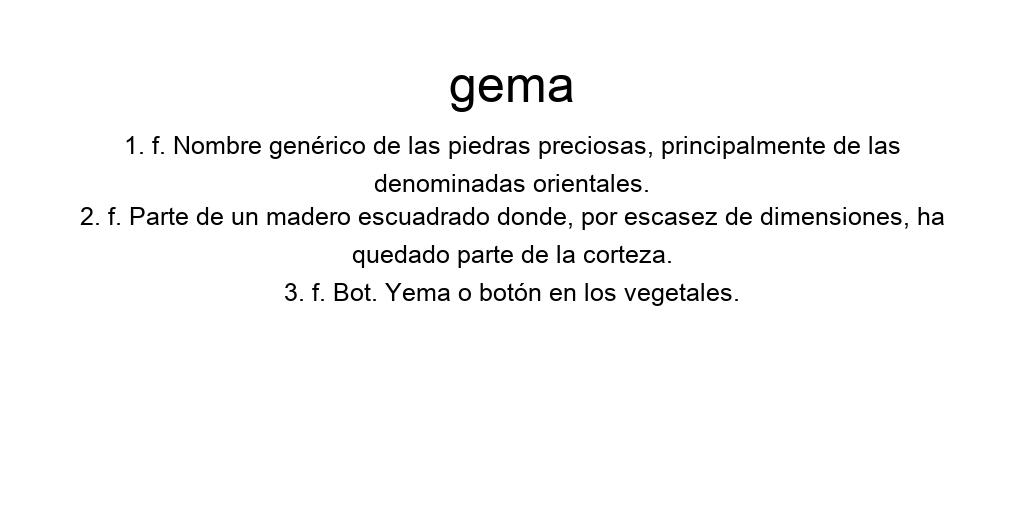 gema
1. f. Nombre genérico de las piedras preciosas, principalmente de las
denominadas orientales.
2. f. Parte de un madero escuadrado donde, por escasez de dimensiones, ha
quedado parte de la corteza.
3. f. Bot. Yema o botón en los vegetales.